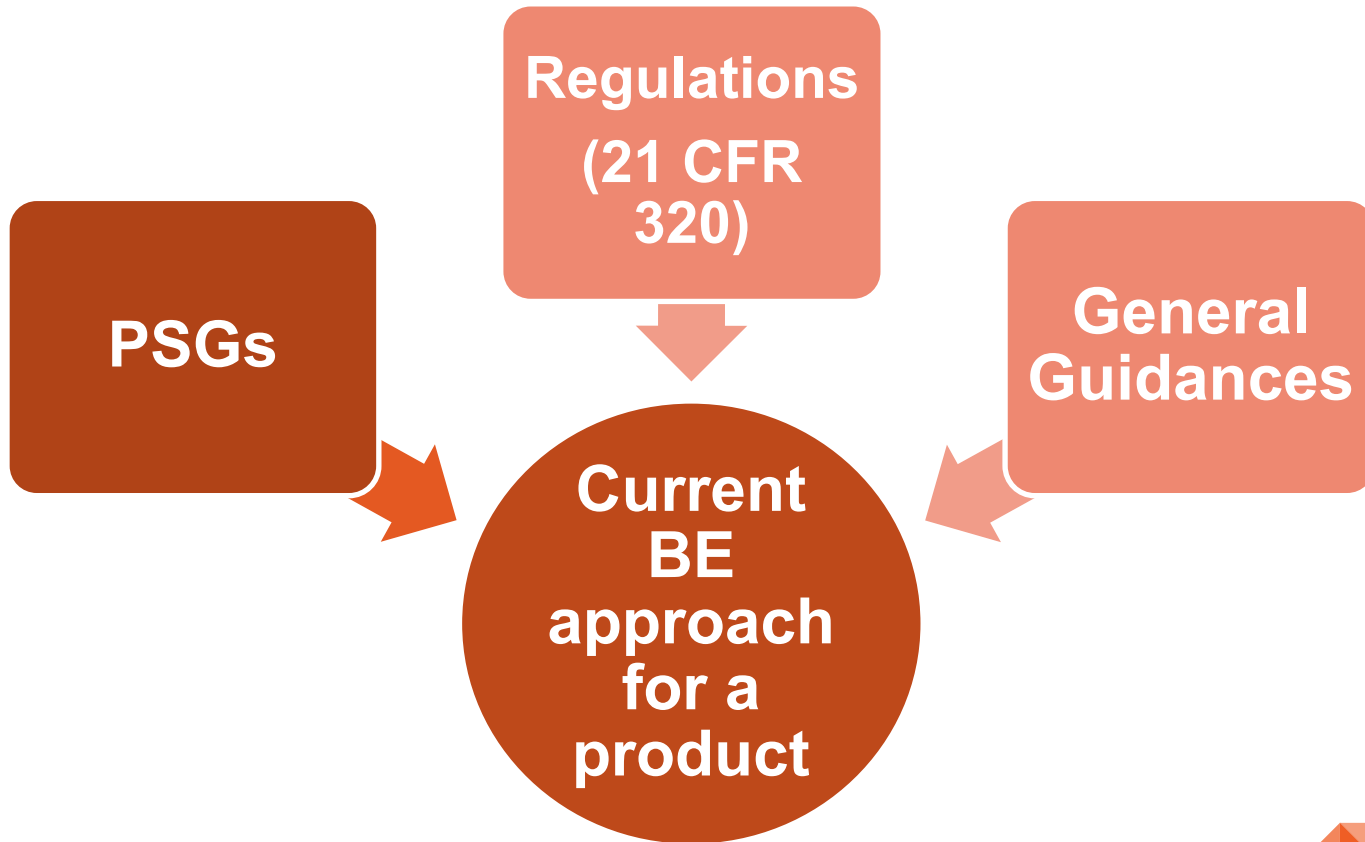 Regulations
(21 CFR
320)
PSGs
General
Guidances
Current
BE
approach
for a
product